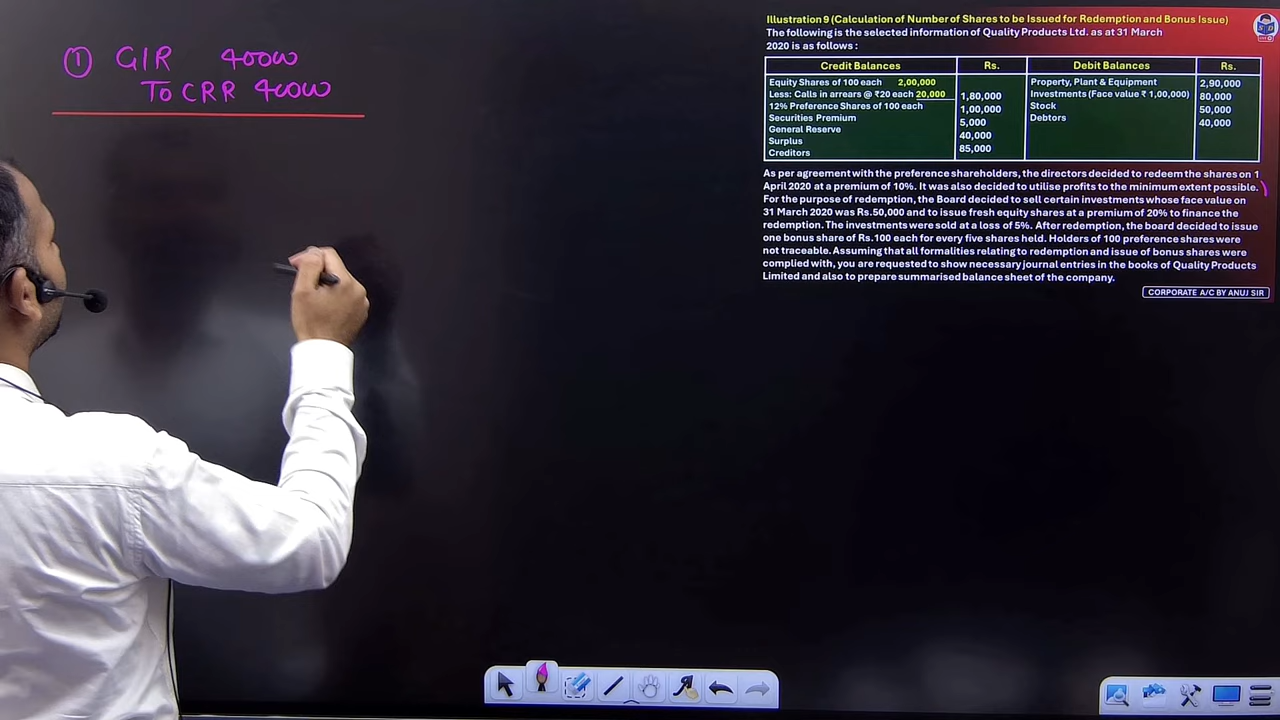 ① GIR 40000
To CRR 40000
Illustration 9 (Calculation of Number of Shares to be Issued for Redemption and Bonus Issue)
The following is the selected information of Quality Products Ltd. as at 31 March
2020 is as follows :
Credit Balances Rs. Debit Balances Rs.
Equity Shares of 100 each 2,00,000
Less: Calls in arrears @ ₹20 each 20,000 1,80,000
12% Preference Shares of 100 each 1,00,000
Securities Premium 5,000
General Reserve 40,000
Surplus 85,000
Creditors
Property, Plant & Equipment 2,90,000
Investments (Face value ₹ 1,00,000) 80,000
Stock 50,000
Debtors 40,000
As per agreement with the preference shareholders, the directors decided to redeem the shares on 1
April 2020 at a premium of 10%. It was also decided to utilise profits to the minimum extent possible.
For the purpose of redemption, the Board decided to sell certain investments whose face value on
31 March 2020 was Rs.50,000 and to issue fresh equity shares at a premium of 20% to finance the
redemption. The investments were sold at a loss of 5%. After redemption, the board decided to issue
one bonus share of Rs.100 each for every five shares held. Holders of 100 preference shares were
not traceable. Assuming that all formalities relating to redemption and issue of bonus shares were
complied with, you are requested to show necessary journal entries in the books of Quality Products
Limited and also to prepare summarised balance sheet of the company.
CORPORATE A/C BY ANUJ SIR